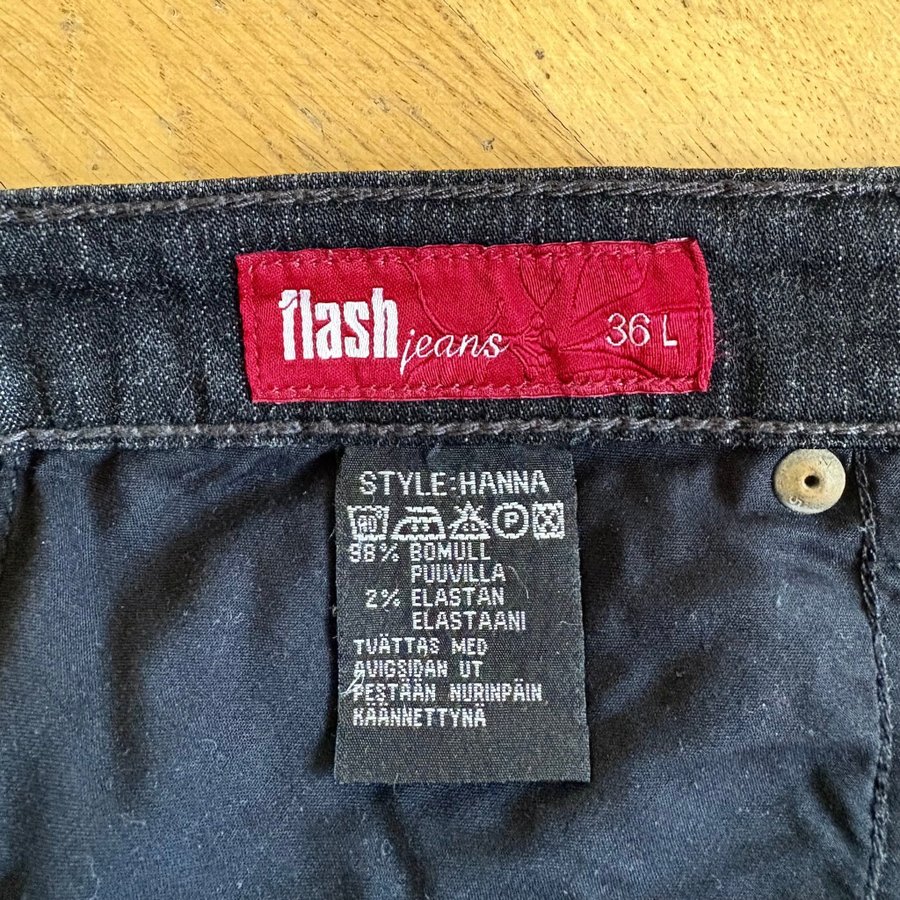 flash jeans 36 L
STYLE:HANNA
P
98% BOMULL
PUUVILLA
2% ELASTAN
ELASTAANI
TVÄTTAS MED
AVIGSIDAN UT
PESTÄÄN NURINPÄIN
KÄÄNNETTYNÄ